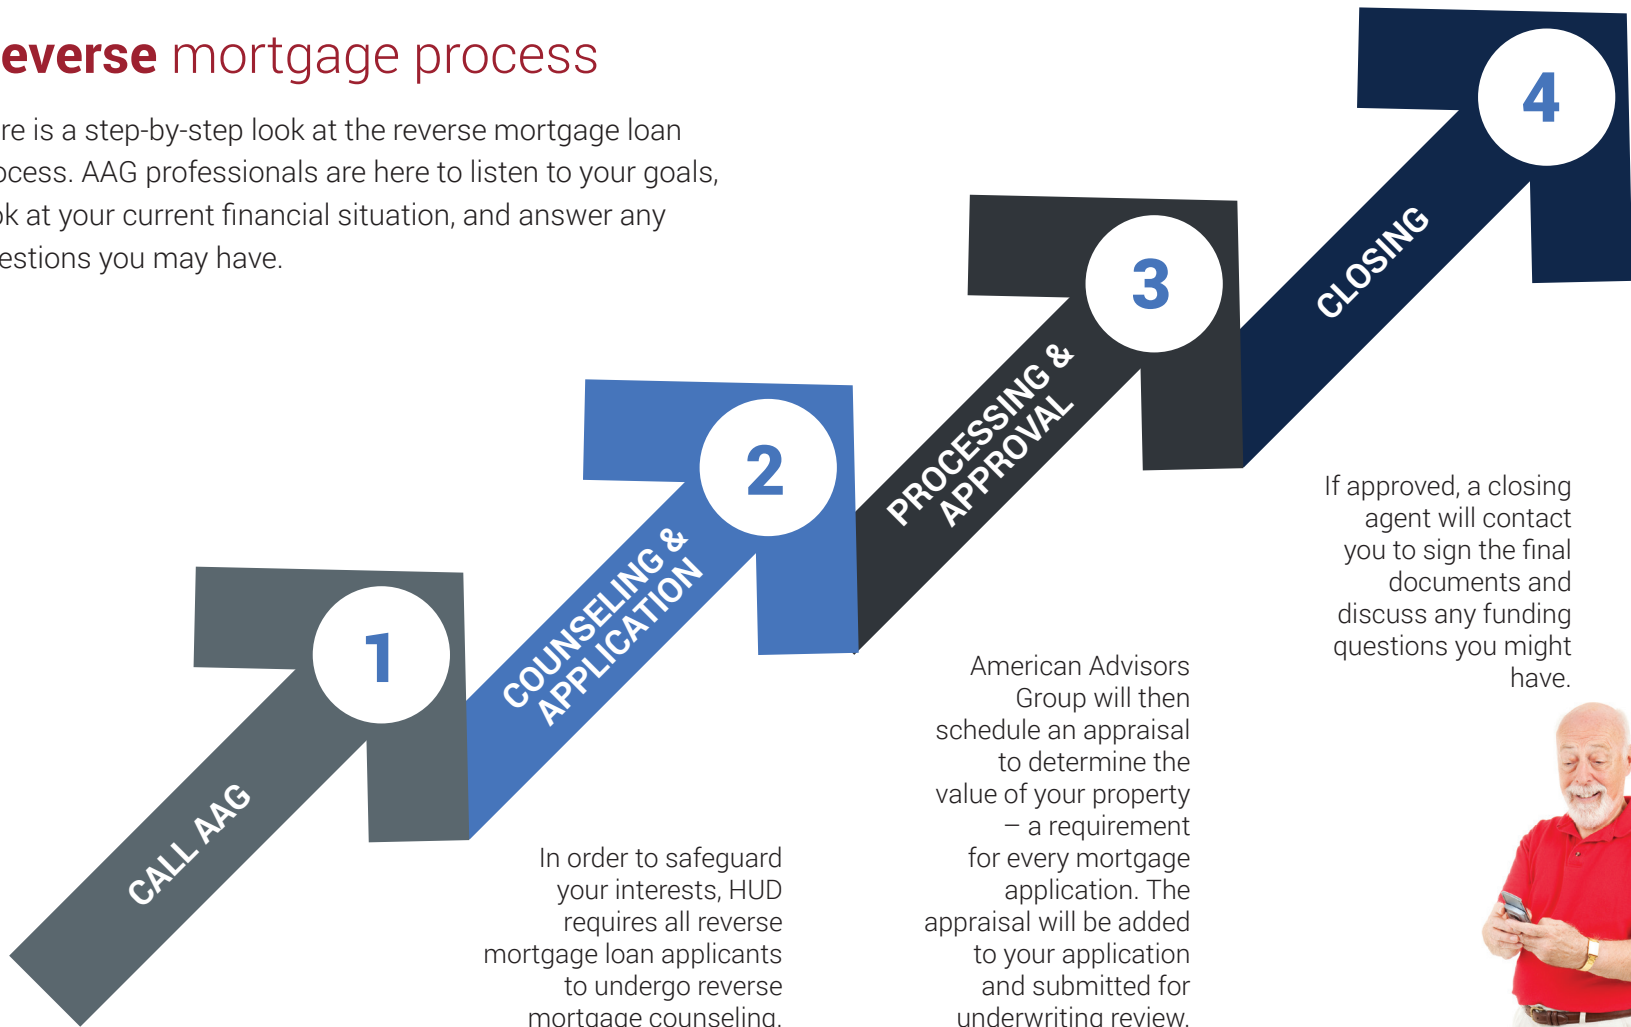 everse mortgage process
re is a step-by-step look at the reverse mortgage loan
ocess. AAG professionals are here to listen to your goals,
ok at your current financial situation, and answer any
estions you may have.
1
CALL AAG
2
COUNSELING &
APPLICATION
In order to safeguard
your interests, HUD
requires all reverse
mortgage loan applicants
to undergo reverse
mortgage counseling.
3
PROCESSING &
APPROVAL
American Advisors
Group will then
schedule an appraisal
to determine the
value of your property
– a requirement
for every mortgage
application. The
appraisal will be added
to your application
and submitted for
underwriting review.
4
CLOSING
If approved, a closing
agent will contact
you to sign the final
documents and
discuss any funding
questions you might
have.